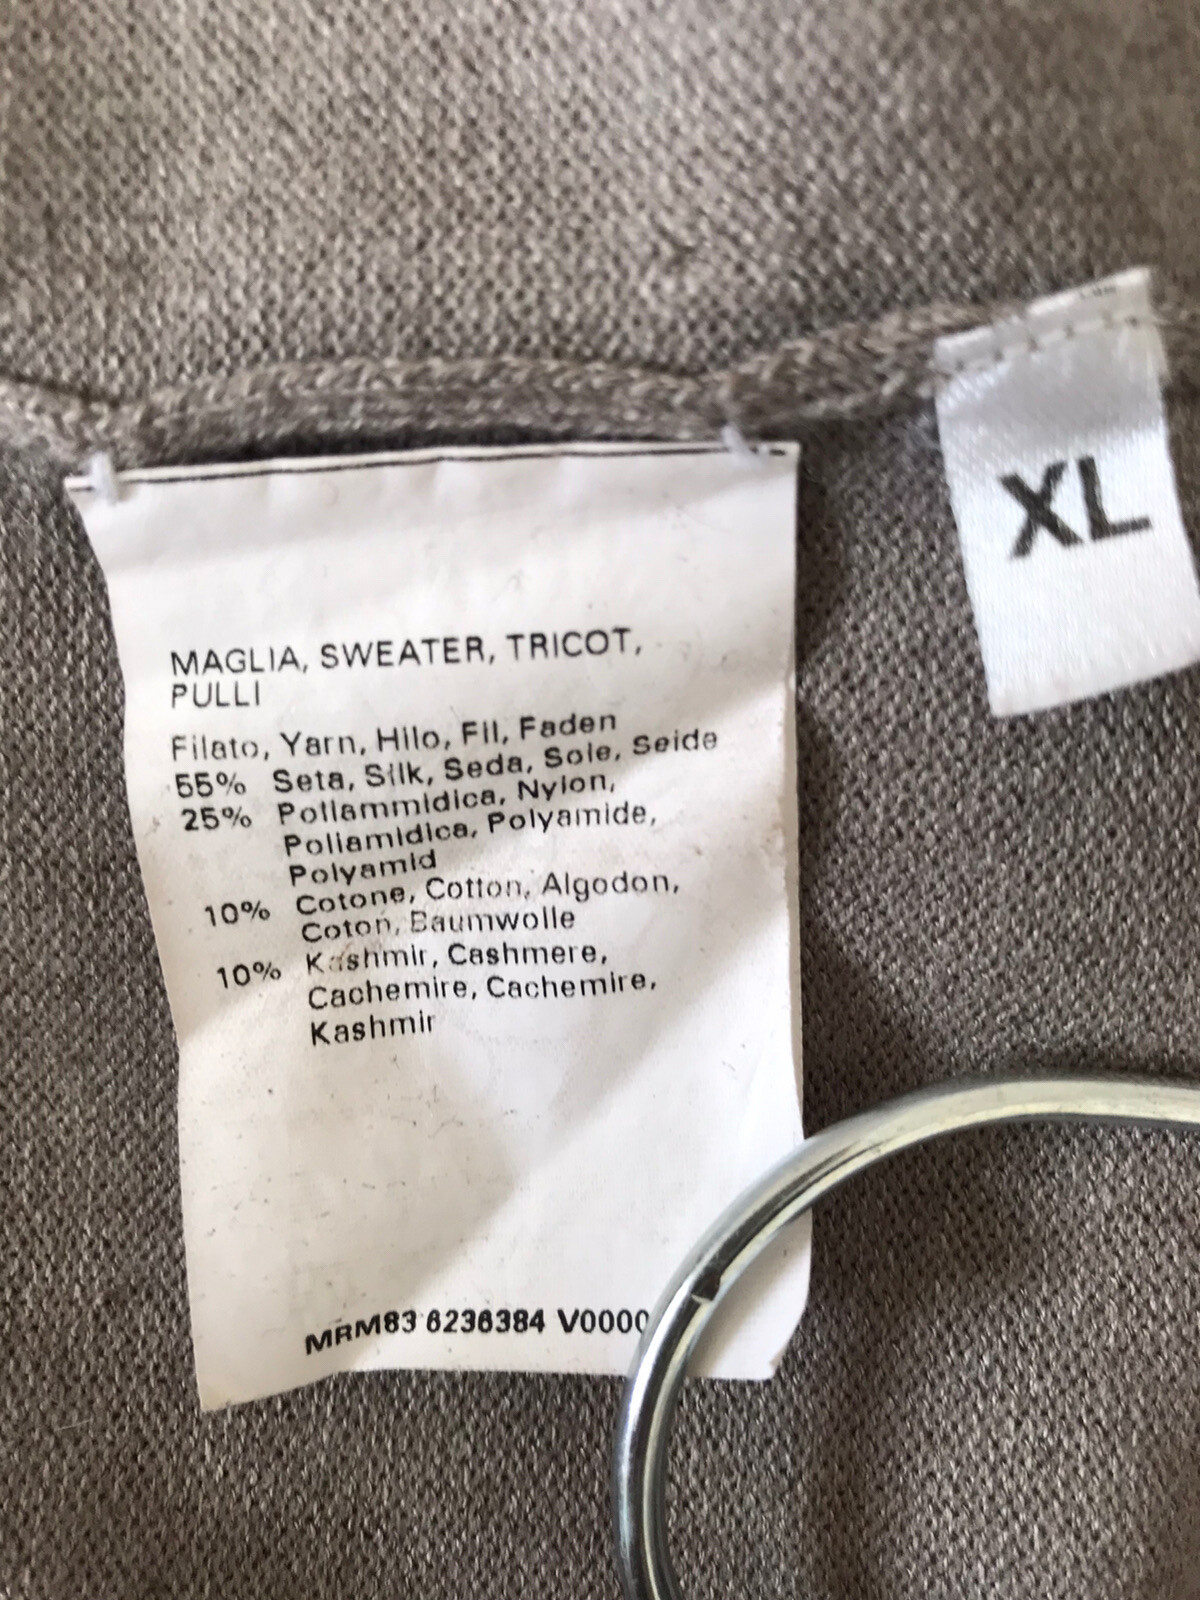 XL
MAGLIA, SWEATER, TRICOT,
PULLI
Filato, Yarn, Hilo, Fil, Faden
55% Seta, Silk, Seda, Soie, Seide
25% Poliammidica, Nylon,
Poliamidica, Polyamide,
Polyamid
10% Cotone, Cotton, Algodon,
Coton, Baumwolle
10% Kashmir, Cashmere,
Cachemire, Cachemire,
Kashmir
MRM83 6236384 V0000